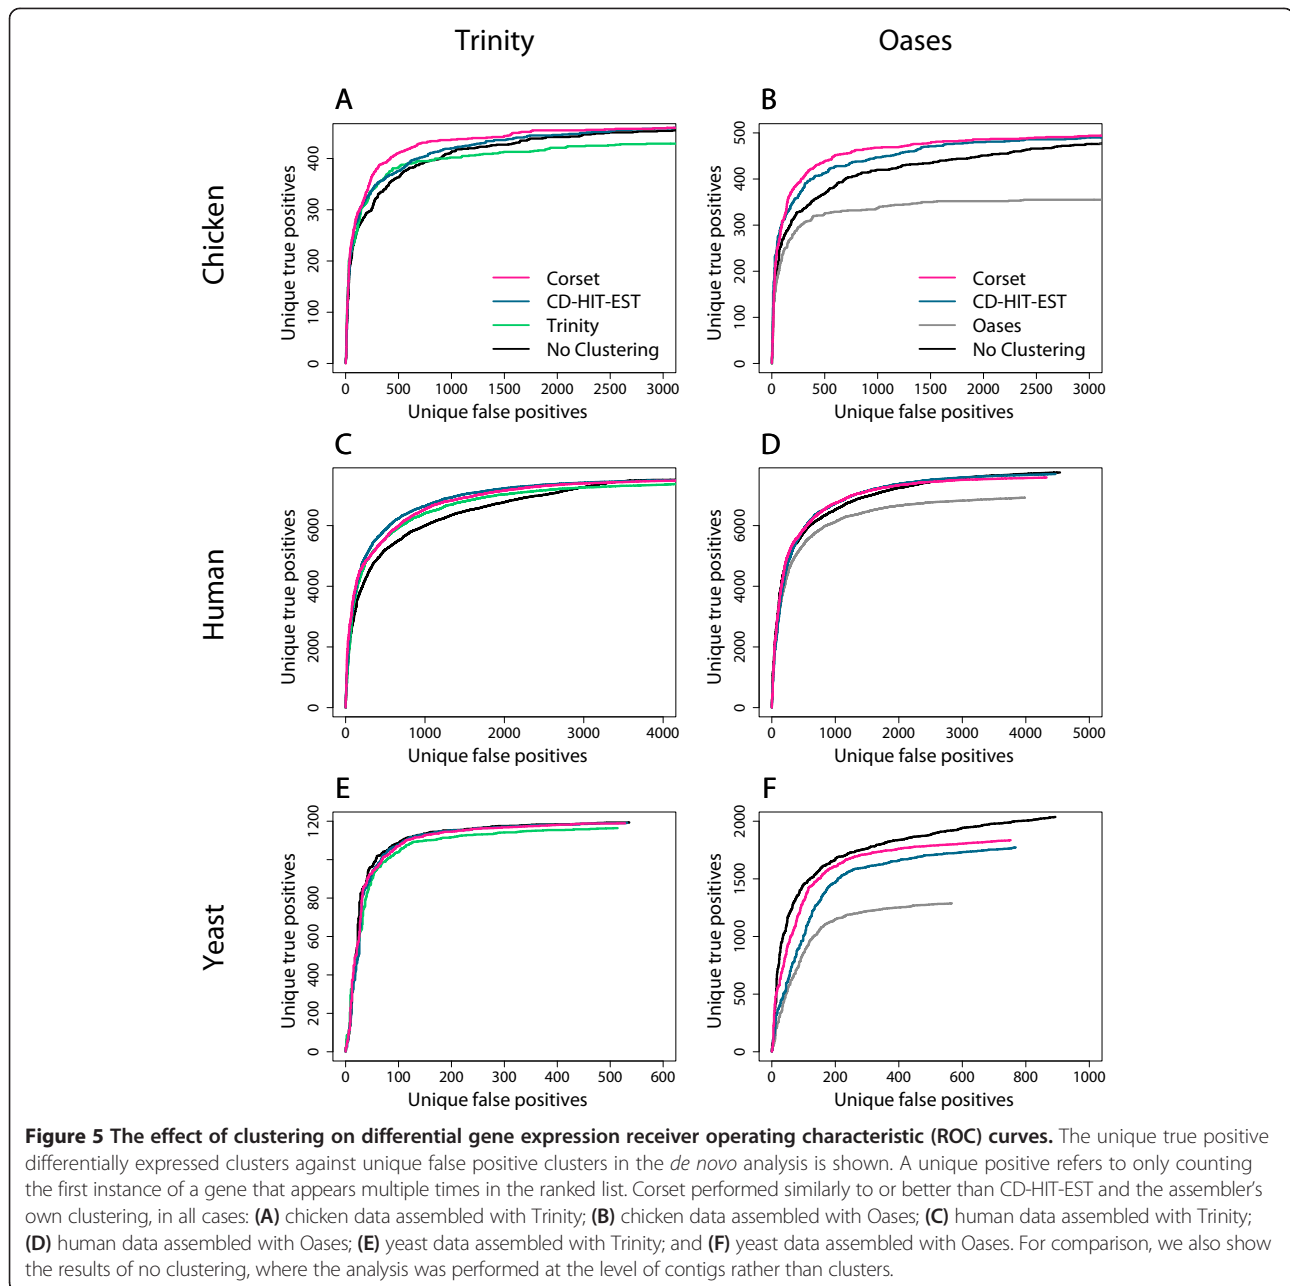 Trinity
Oases
A
B
Chicken
Unique true positives
0
100
200
300
400
0
500
1000
1500
2000
2500
3000
Unique false positives
Corset
CD-HIT-EST
Trinity
No Clustering
Unique true positives
0
100
200
300
400
500
0
500
1000
1500
2000
2500
3000
Unique false positives
Corset
CD-HIT-EST
Oases
No Clustering
C
D
Human
Unique true positives
0
2000
4000
6000
0
1000
2000
3000
4000
Unique false positives
Unique true positives
0
2000
4000
6000
0
1000
2000
3000
4000
5000
Unique false positives
E
F
Yeast
Unique true positives
0
200
400
600
800
1200
0
100
200
300
400
500
600
Unique false positives
Unique true positives
0
500
1000
1500
2000
0
200
400
600
800
1000
Unique false positives
Figure 5 The effect of clustering on differential gene expression receiver operating characteristic (ROC) curves. The unique true positive
differentially expressed clusters against unique false positive clusters in the de novo analysis is shown. A unique positive refers to only counting
the first instance of a gene that appears multiple times in the ranked list. Corset performed similarly to or better than CD-HIT-EST and the assembler's
own clustering, in all cases: (A) chicken data assembled with Trinity; (B) chicken data assembled with Oases; (C) human data assembled with Trinity;
(D) human data assembled with Oases; (E) yeast data assembled with Trinity; and (F) yeast data assembled with Oases. For comparison, we also show
the results of no clustering, where the analysis was performed at the level of contigs rather than clusters.